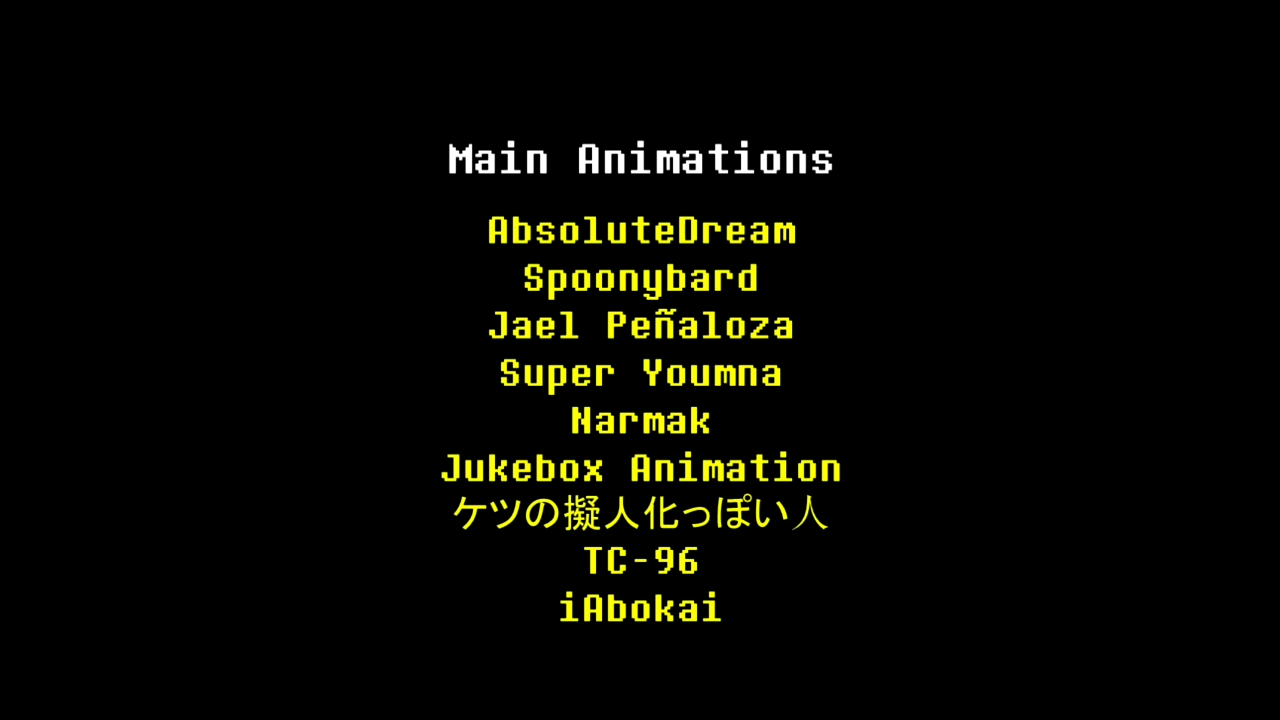 Main Animations
AbsoluteDream
Spoonybard
Jael Peñaloza
Super Youmna
Narmak
Jukebox Animation
ケツの擬人化っぽい人
TC-96
iAbokai